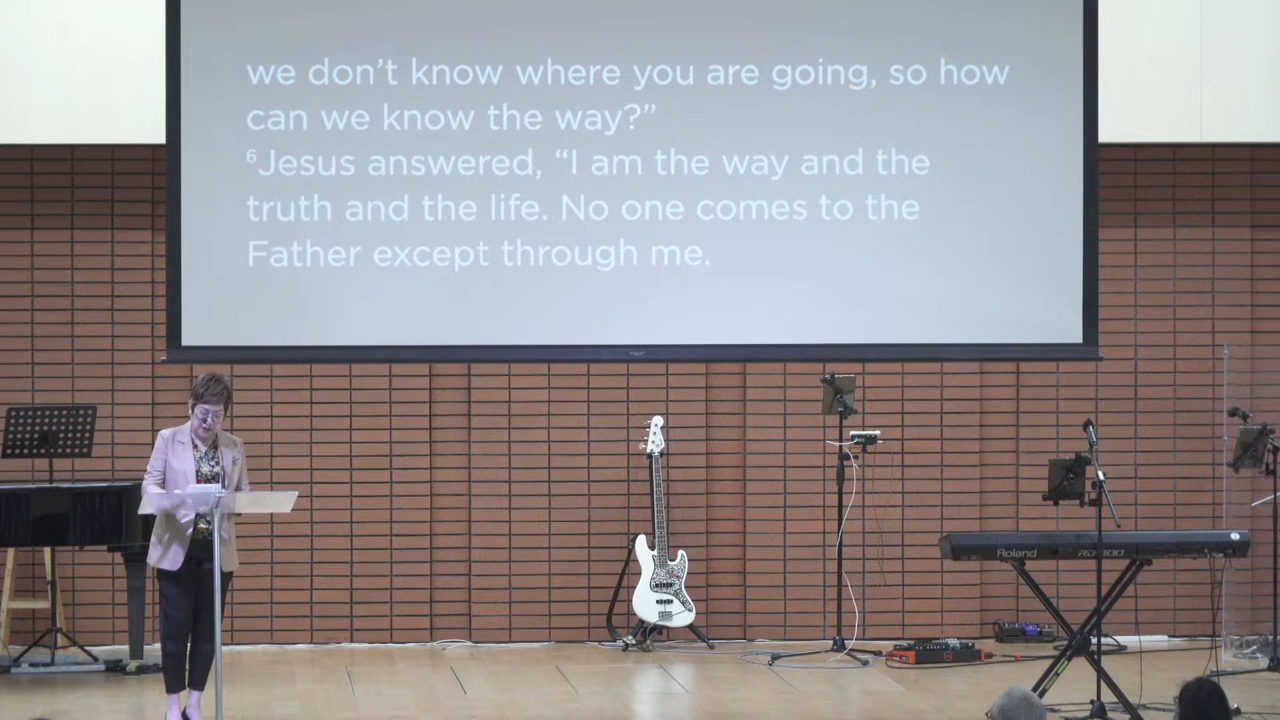 we don’t know where you are going, so how
can we know the way?”
⁶Jesus answered, “I am the way and the
truth and the life. No one comes to the
Father except through me.
Roland